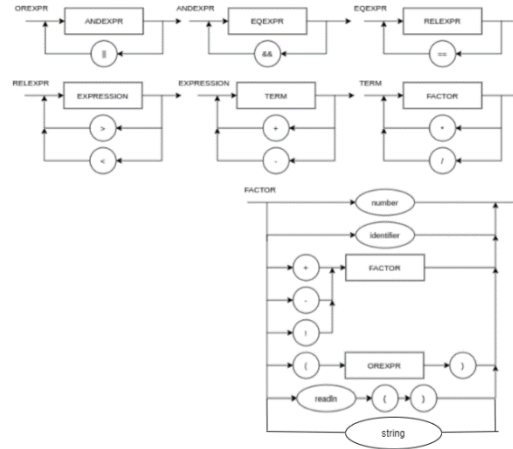 OREXPR ANDEXPR EQEXPR
ANDEXPR EQEXPR RELEXPR
|| && ==
RELEXPR EXPRESSION TERM
EXPRESSION TERM FACTOR
> + *
< - /
FACTOR
number
identifier
+ FACTOR
-
!
( OREXPR )
readln ( )
string